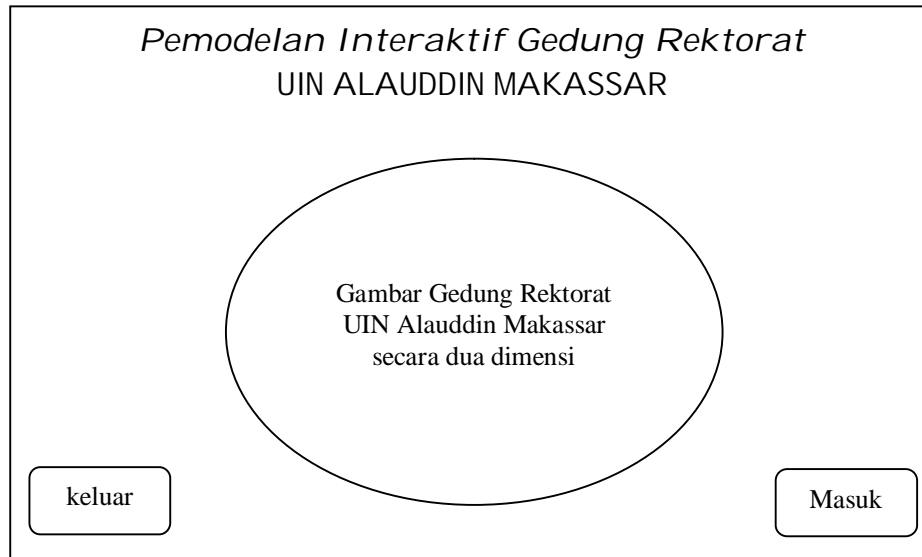 Pemodelan Interaktif Gedung Rektorat
UIN ALAUDDIN MAKASSAR
Gambar Gedung Rektorat
UIN Alauddin Makassar
secara dua dimensi
keluar
Masuk